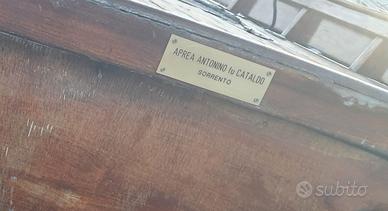 APREA ANTONINO fu CATALDO
SORRENTO
subito